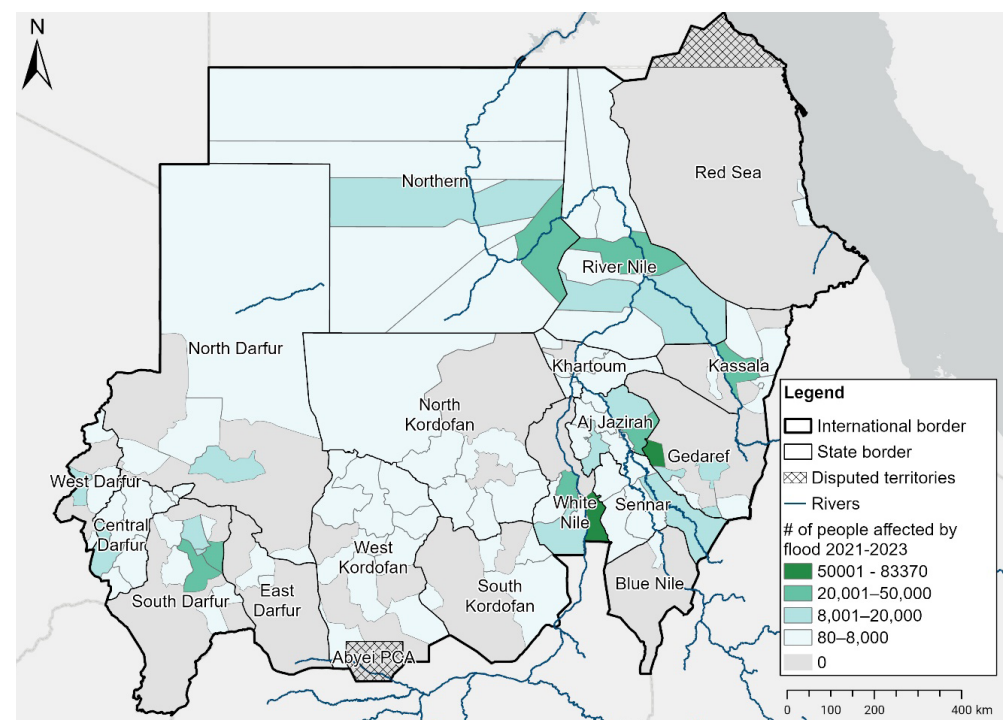 N
Red Sea
Northern
River Nile
North Darfur
Khartoum
Kassala
North
Kordofan
Aj Jazirah
Gedaref
West Darfur
White
Nile
Sennar
Central
Darfur
West
Kordofan
South
Kordofan
Blue Nile
South Darfur
East
Darfur
Abyei PCA
Legend
International border
State border
Disputed territories
Rivers
# of people affected by
flood 2021-2023
50001 - 83370
20,001–50,000
8,001–20,000
80–8,000
0
0 100 200 400 km